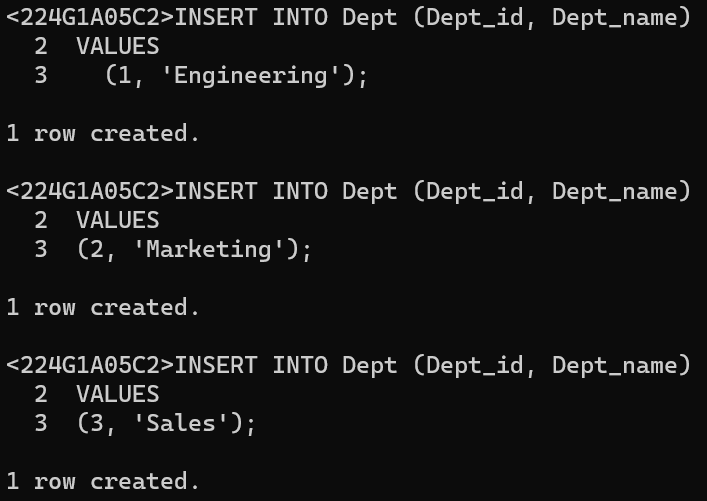 <224G1A05C2>INSERT INTO Dept (Dept_id, Dept_name)
  2  VALUES
  3    (1, 'Engineering');

1 row created.

<224G1A05C2>INSERT INTO Dept (Dept_id, Dept_name)
  2  VALUES
  3  (2, 'Marketing');

1 row created.

<224G1A05C2>INSERT INTO Dept (Dept_id, Dept_name)
  2  VALUES
  3  (3, 'Sales');

1 row created.